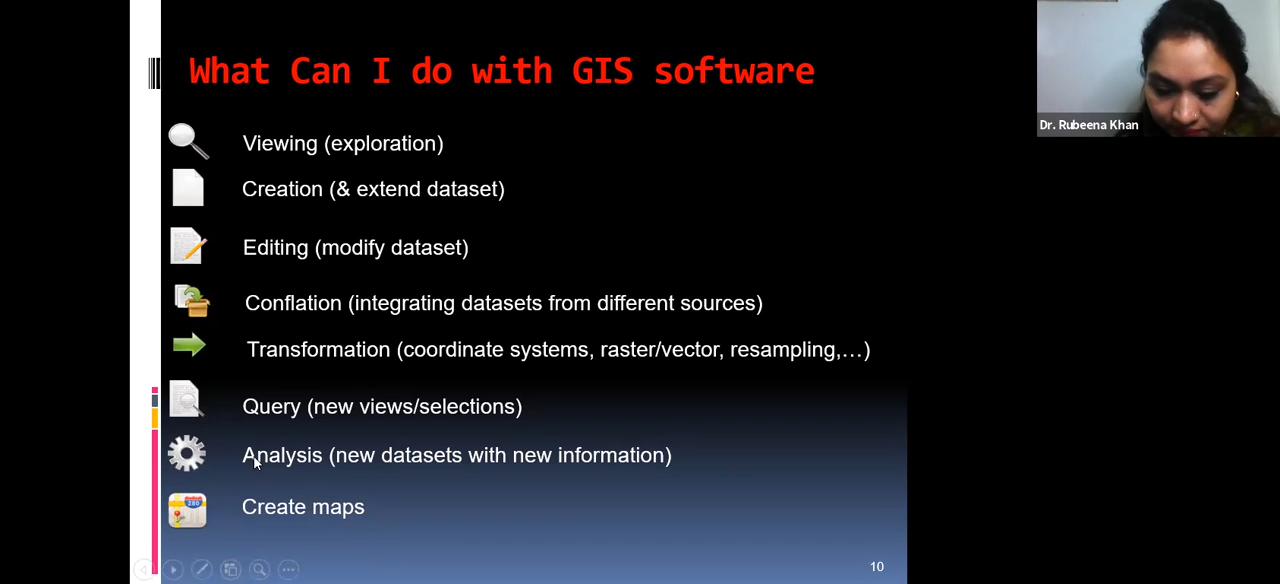 What Can I do with GIS software
Dr. Rubeena Khan
Viewing (exploration)
Creation (& extend dataset)
Editing (modify dataset)
Conflation (integrating datasets from different sources)
Transformation (coordinate systems, raster/vector, resampling,…)
Query (new views/selections)
Analysis (new datasets with new information)
280
Create maps
10